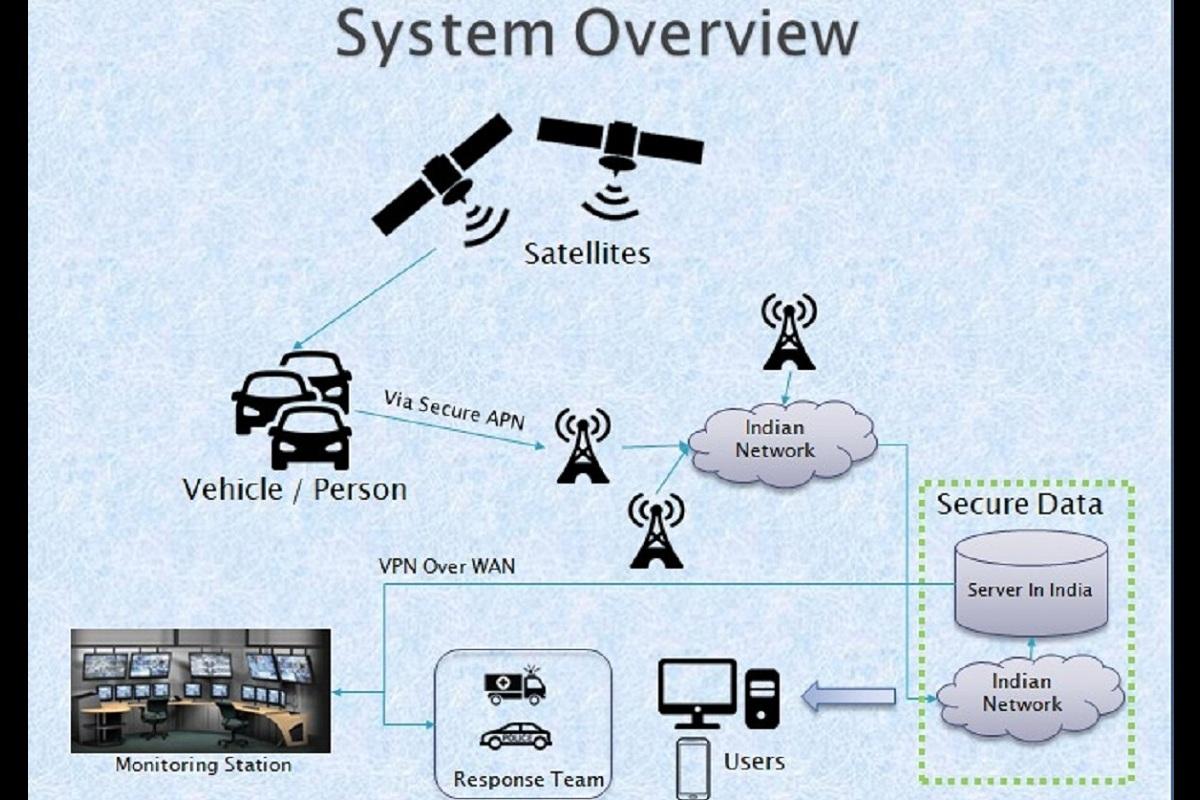 System Overview
Satellites
Via Secure APN
Indian
Network
Vehicle / Person
Secure Data
VPN Over WAN
Server In India
Indian
Network
POLICE
Monitoring Station
Response Team
Users